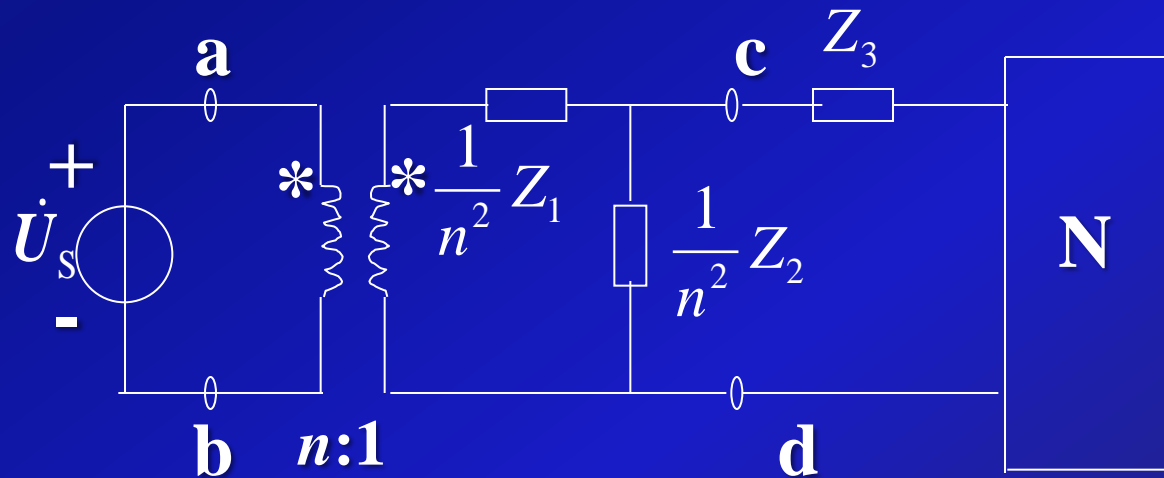 a
c
Z₃
+
U̇s
-
*
*
1/n² Z₁
1/n² Z₂
N
b
n:1
d